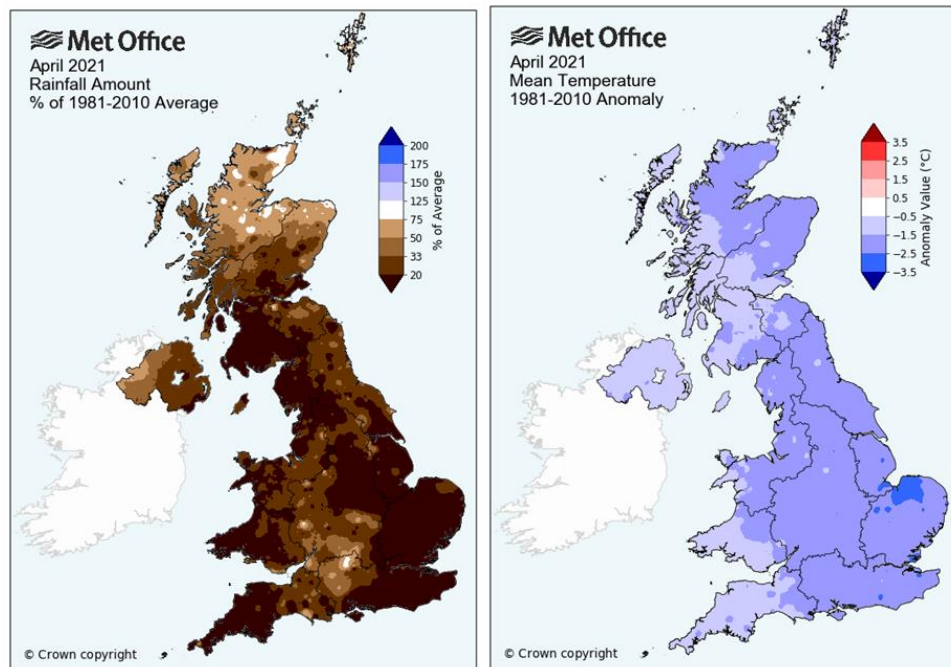 Met Office
April 2021
Rainfall Amount
% of 1981-2010 Average
200
175
150
125
75
50
33
20
% of Average
© Crown copyright
Met Office
April 2021
Mean Temperature
1981-2010 Anomaly
3.5
2.5
1.5
0.5
−0.5
−1.5
−2.5
−3.5
Anomaly Value (°C)
© Crown copyright